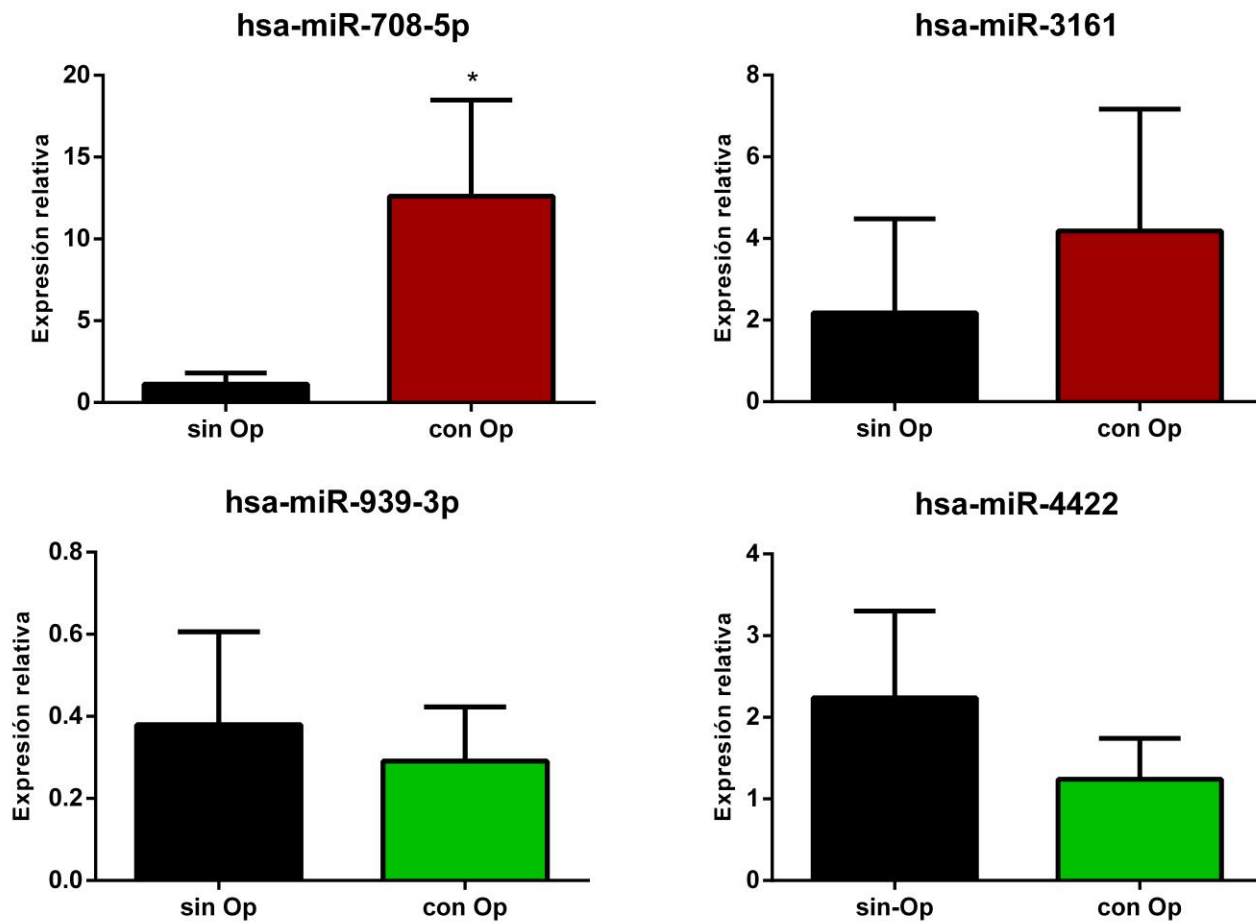 hsa-miR-708-5p
Expresión relativa
20
15
10
5
0
*
sin Op
con Op
hsa-miR-3161
Expresión relativa
8
6
4
2
0
sin Op
con Op
hsa-miR-939-3p
Expresión relativa
0.8
0.6
0.4
0.2
0.0
sin Op
con Op
hsa-miR-4422
Expresión relativa
4
3
2
1
0
sin-Op
con Op